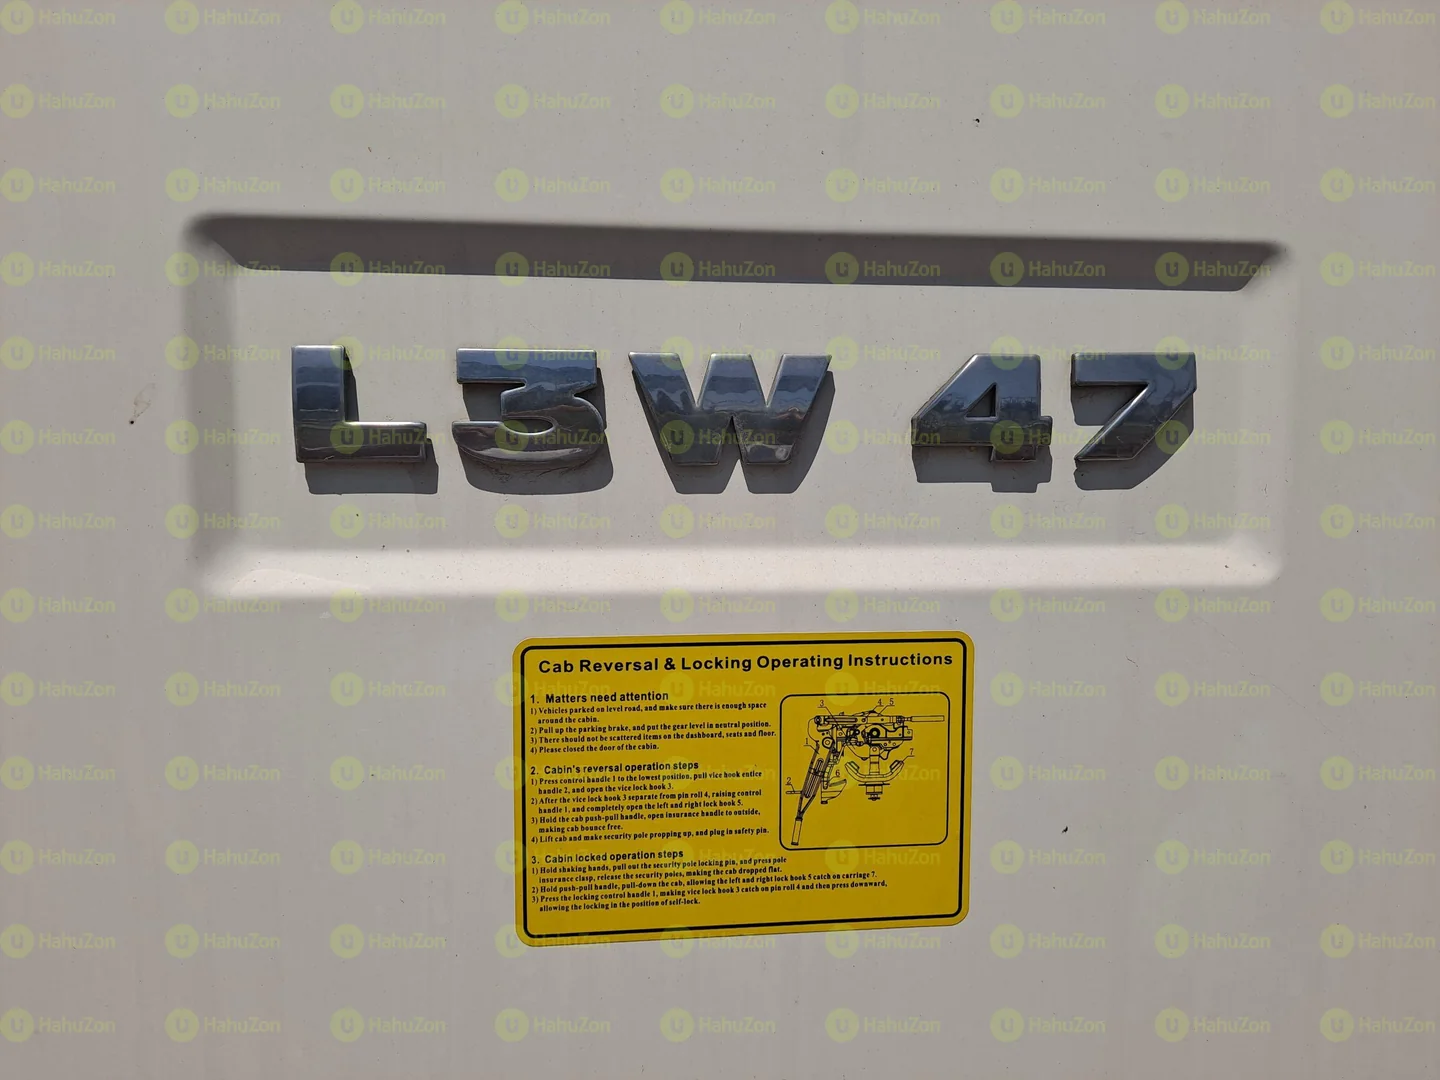 L3W 47
Cab Reversal & Locking Operating Instructions
1. Matters need attention
1) Vehicles parked on level road, and make sure there is enough space
around the cabin.
2) Pull up the parking brake, and put the gear level in neutral position.
3) There should not be scattered items on the dashboard, seats and floor.
4) Please closed the door of the cabin.
2. Cabin's reversal operation steps
1) Press control handle 1 to the lowest position, pull vice hook entice
handle 2, and open the vice lock hook 3.
2) After the vice lock hook 3 separate from pin roll 4, raising control
handle 1, and completely open the left and right lock hook 5.
3) Hold the cab push-pull handle, open insurance handle to outside,
making cab bounce free.
4) Lift cab and make security pole propping up, and plug in safety pin.
3. Cabin locked operation steps
1) Hold shaking hands, pull out the security pole locking pin, and press pole
insurance clasp, release the security poles, making the cab dropped flat.
2) Hold push-pull handle, pull-down the cab, allowing the left and right lock hook 5 catch on carriage 7.
3) Press the locking control handle 1, making vice lock hook 3 catch on pin roll 4 and then press downward,
allowing the locking in the position of self-lock.
3 4 5
1
7
6
2
HahuZon